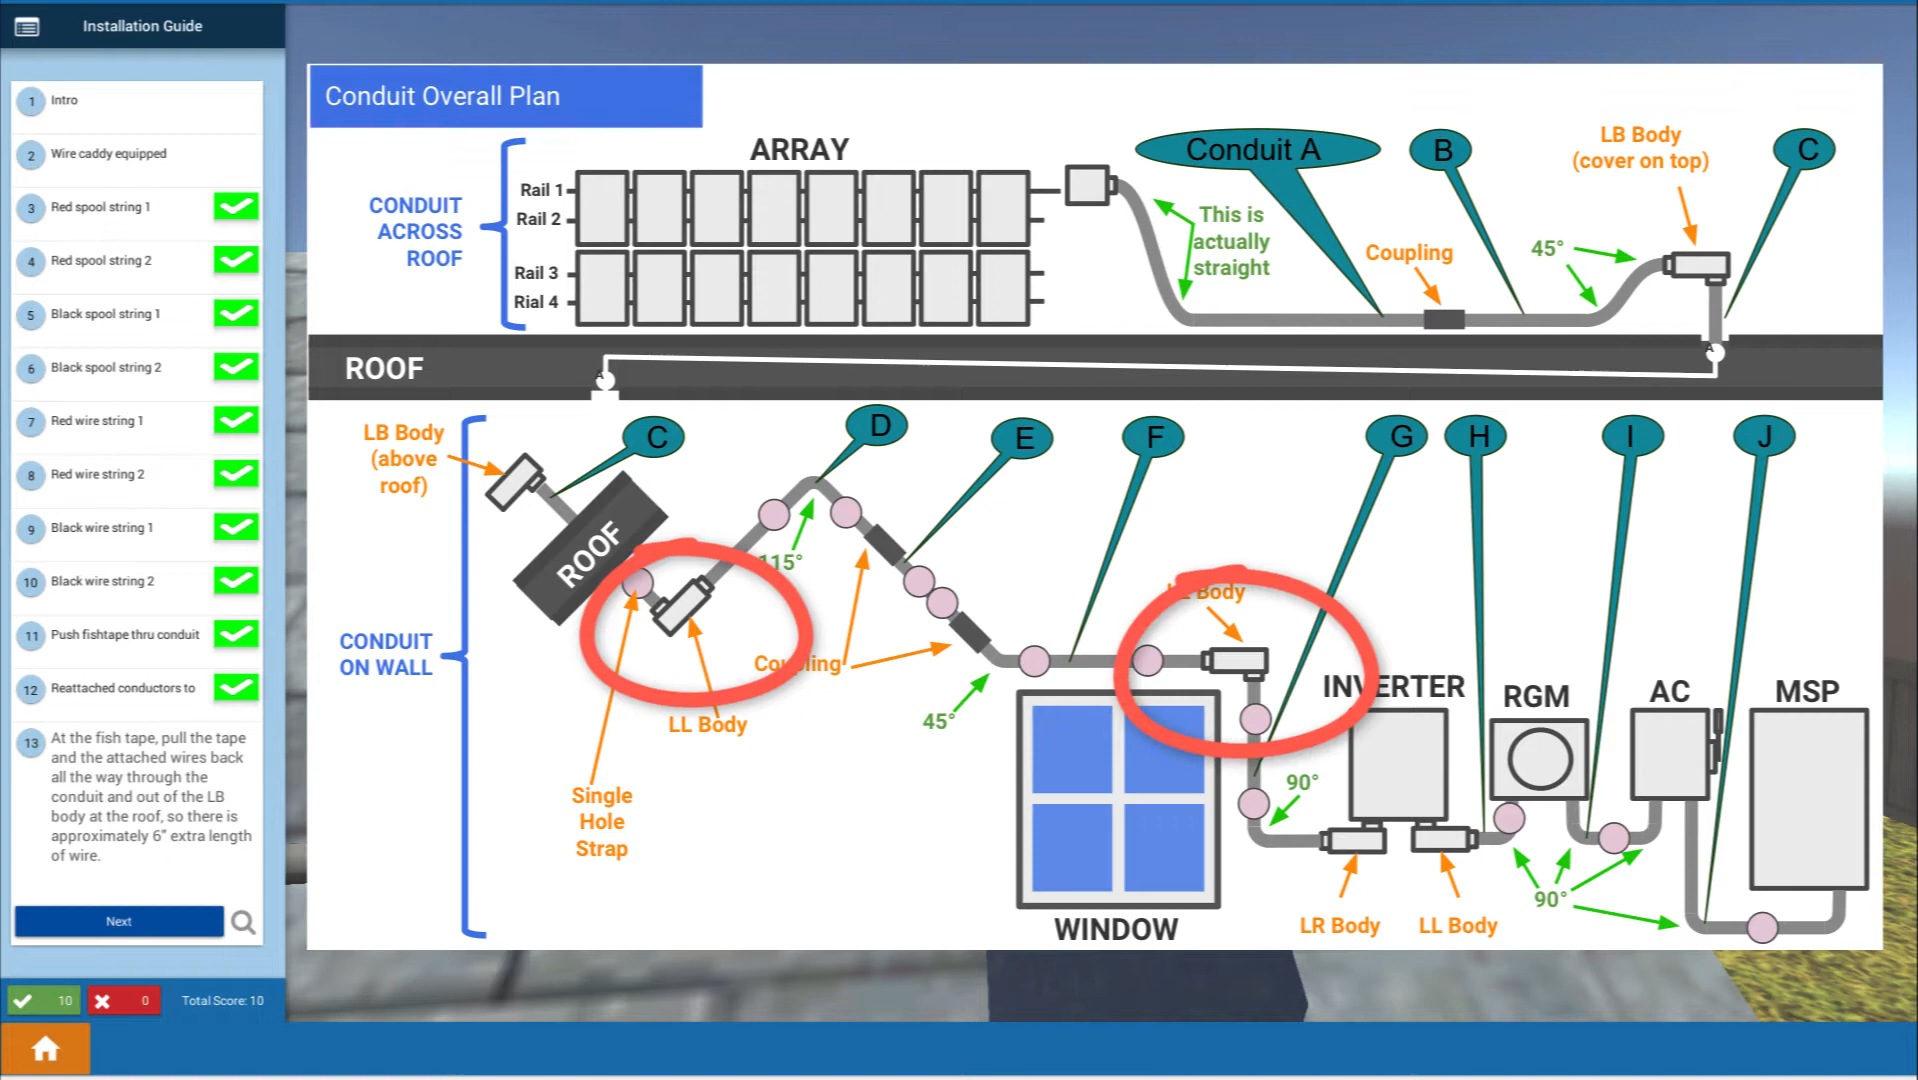 Installation Guide
1 Intro
2 Wire caddy equipped
3 Red spool string 1
4 Red spool string 2
5 Black spool string 1
6 Black spool string 2
7 Red wire string 1
8 Red wire string 2
9 Black wire string 1
10 Black wire string 2
11 Push fishtape thru conduit
12 Reattached conductors to
13 At the fish tape, pull the tape
and the attached wires back
all the way through the
conduit and out of the LB
body at the roof, so there is
approximately 6" extra length
of wire.
Next
10
0
Total Score: 10
Conduit Overall Plan
ARRAY
CONDUIT
ACROSS
ROOF
Rail 1
Rail 2
Rail 3
Rial 4
Conduit A
B
LB Body
(cover on top)
C
This is
actually
straight
Coupling
45°
ROOF
A
A
LB Body
(above
roof)
C
D
E
F
G
H
I
J
ROOF
115°
CONDUIT
ON WALL
Coupling
LL Body
45°
Single
Hole
Strap
Body
WINDOW
90°
INVERTER
RGM
AC
MSP
90°
LR Body
LL Body